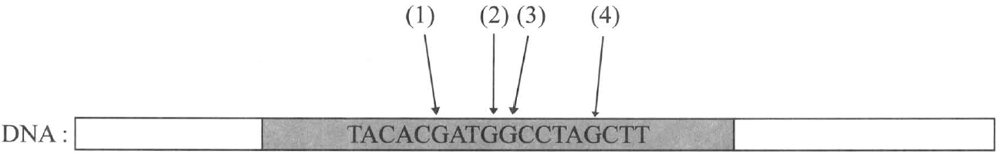 (1) (2) (3) (4)
DNA : TACACGATGGCCTAGCTT